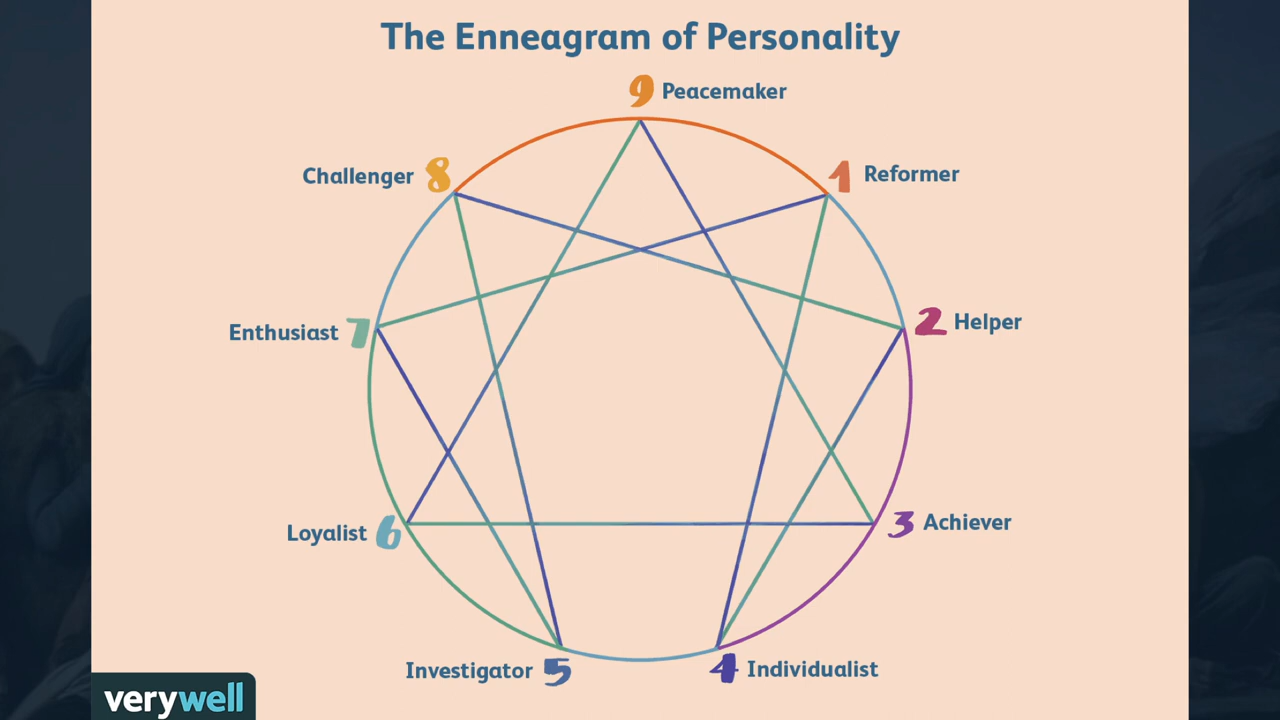 The Enneagram of Personality
9 Peacemaker
Challenger 8
1 Reformer
Enthusiast 7
2 Helper
Loyalist 6
3 Achiever
Investigator 5
4 Individualist
verywell